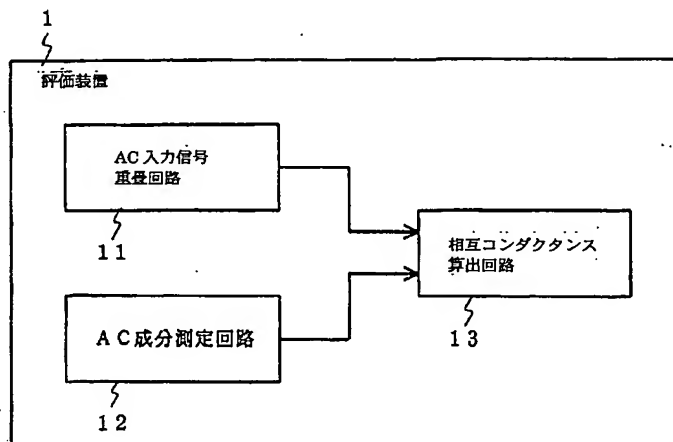 1
評価装置
AC入力信号
重畳回路
11
相互コンダクタンス
算出回路
13
AC成分測定回路
12